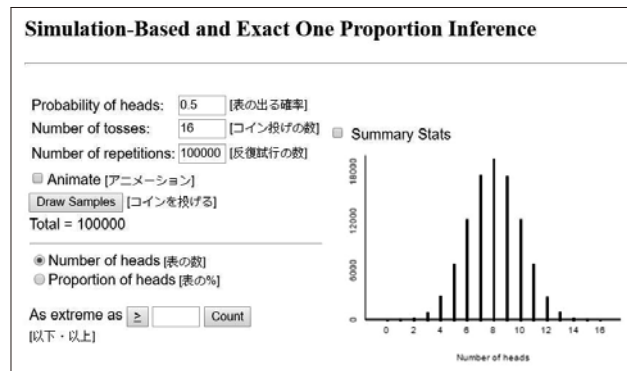 Simulation-Based and Exact One Proportion Inference
Probability of heads: 0.5 [表の出る確率]
Number of tosses: 16 [コイン投げの数]
Number of repetitions: 100000 [反復試行の数]
Animate [アニメーション]
Draw Samples [コインを投げる]
Total = 100000
Number of heads [表の数]
Proportion of heads [表の%]
As extreme as ≥ Count
[以下・以上]
Summary Stats
18000
12000
6000
0
0 2 4 6 8 10 12 14 16
Number of heads